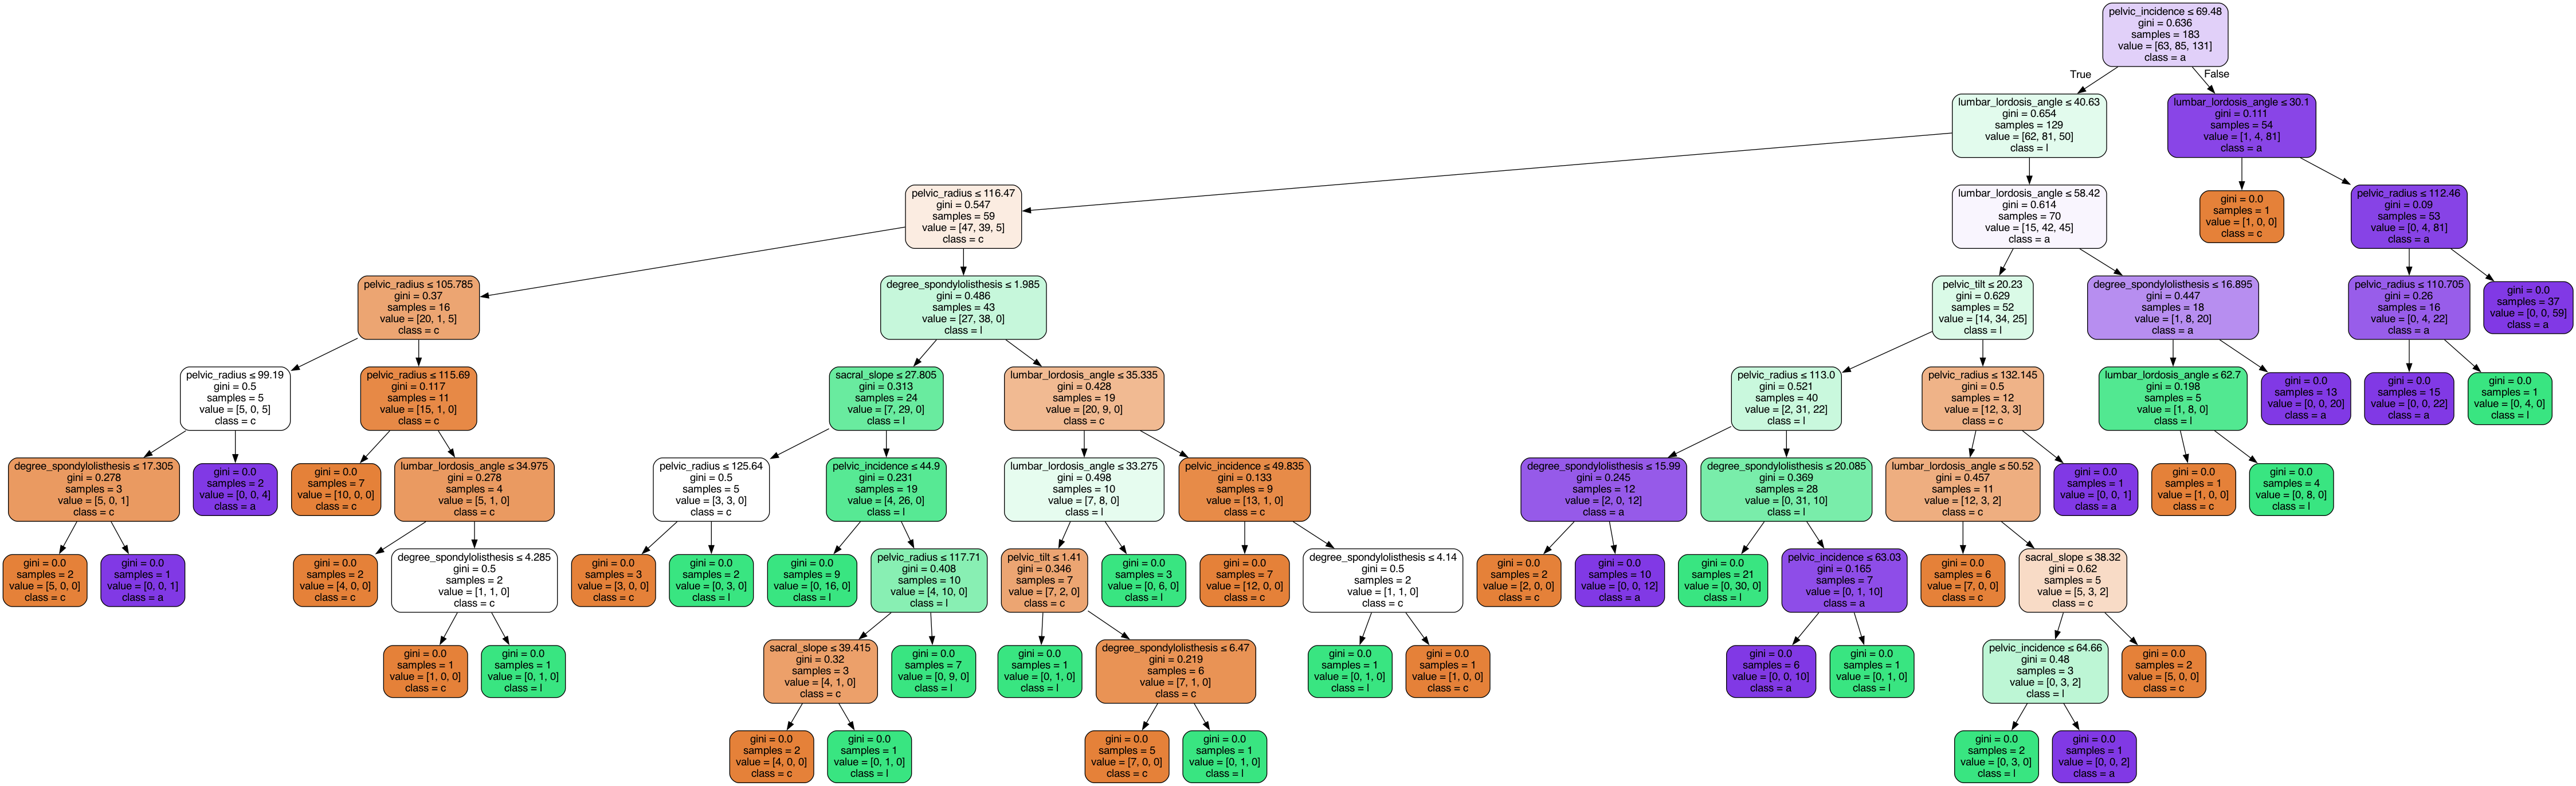 pelvic_incidence ≤ 69.48
gini = 0.636
samples = 183
value = [63, 85, 131]
class = a
True
False
lumbar_lordosis_angle ≤ 40.63
gini = 0.654
samples = 129
value = [62, 81, 50]
class = l
lumbar_lordosis_angle ≤ 30.1
gini = 0.111
samples = 54
value = [1, 4, 81]
class = a
pelvic_radius ≤ 116.47
gini = 0.547
samples = 59
value = [47, 39, 5]
class = c
lumbar_lordosis_angle ≤ 58.42
gini = 0.614
samples = 70
value = [15, 42, 45]
class = a
gini = 0.0
samples = 1
value = [1, 0, 0]
class = c
pelvic_radius ≤ 112.46
gini = 0.09
samples = 53
value = [0, 4, 81]
class = a
pelvic_radius ≤ 105.785
gini = 0.37
samples = 16
value = [20, 1, 5]
class = c
degree_spondylolisthesis ≤ 1.985
gini = 0.486
samples = 43
value = [27, 38, 0]
class = l
pelvic_tilt ≤ 20.23
gini = 0.629
samples = 52
value = [14, 34, 25]
class = l
degree_spondylolisthesis ≤ 16.895
gini = 0.447
samples = 18
value = [1, 8, 20]
class = a
pelvic_radius ≤ 110.705
gini = 0.26
samples = 16
value = [0, 4, 22]
class = a
gini = 0.0
samples = 37
value = [0, 0, 59]
class = a
pelvic_radius ≤ 99.19
gini = 0.5
samples = 5
value = [5, 0, 5]
class = c
pelvic_radius ≤ 115.69
gini = 0.117
samples = 11
value = [15, 1, 0]
class = c
sacral_slope ≤ 27.805
gini = 0.313
samples = 24
value = [7, 29, 0]
class = l
lumbar_lordosis_angle ≤ 35.335
gini = 0.428
samples = 19
value = [20, 9, 0]
class = c
pelvic_radius ≤ 113.0
gini = 0.521
samples = 40
value = [2, 31, 22]
class = l
pelvic_radius ≤ 132.145
gini = 0.5
samples = 12
value = [12, 3, 3]
class = c
lumbar_lordosis_angle ≤ 62.7
gini = 0.198
samples = 5
value = [1, 8, 0]
class = l
gini = 0.0
samples = 13
value = [0, 0, 20]
class = a
gini = 0.0
samples = 15
value = [0, 0, 22]
class = a
gini = 0.0
samples = 1
value = [0, 4, 0]
class = l
degree_spondylolisthesis ≤ 17.305
gini = 0.278
samples = 3
value = [5, 0, 1]
class = c
gini = 0.0
samples = 2
value = [0, 0, 4]
class = a
gini = 0.0
samples = 7
value = [10, 0, 0]
class = c
lumbar_lordosis_angle ≤ 34.975
gini = 0.278
samples = 4
value = [5, 1, 0]
class = c
pelvic_radius ≤ 125.64
gini = 0.5
samples = 5
value = [3, 3, 0]
class = c
pelvic_incidence ≤ 44.9
gini = 0.231
samples = 19
value = [4, 26, 0]
class = l
lumbar_lordosis_angle ≤ 33.275
gini = 0.498
samples = 10
value = [7, 8, 0]
class = l
pelvic_incidence ≤ 49.835
gini = 0.133
samples = 9
value = [13, 1, 0]
class = c
degree_spondylolisthesis ≤ 15.99
gini = 0.245
samples = 12
value = [2, 0, 12]
class = a
degree_spondylolisthesis ≤ 20.085
gini = 0.369
samples = 28
value = [0, 31, 10]
class = l
lumbar_lordosis_angle ≤ 50.52
gini = 0.457
samples = 11
value = [12, 3, 2]
class = c
gini = 0.0
samples = 1
value = [0, 0, 1]
class = a
gini = 0.0
samples = 1
value = [1, 0, 0]
class = c
gini = 0.0
samples = 4
value = [0, 8, 0]
class = l
gini = 0.0
samples = 2
value = [5, 0, 0]
class = c
gini = 0.0
samples = 1
value = [0, 0, 1]
class = a
gini = 0.0
samples = 2
value = [4, 0, 0]
class = c
degree_spondylolisthesis ≤ 4.285
gini = 0.5
samples = 2
value = [1, 1, 0]
class = c
gini = 0.0
samples = 3
value = [3, 0, 0]
class = c
gini = 0.0
samples = 2
value = [0, 3, 0]
class = l
gini = 0.0
samples = 9
value = [0, 16, 0]
class = l
pelvic_radius ≤ 117.71
gini = 0.408
samples = 10
value = [4, 10, 0]
class = l
pelvic_tilt ≤ 1.41
gini = 0.346
samples = 7
value = [7, 2, 0]
class = c
gini = 0.0
samples = 3
value = [0, 6, 0]
class = l
gini = 0.0
samples = 7
value = [12, 0, 0]
class = c
degree_spondylolisthesis ≤ 4.14
gini = 0.5
samples = 2
value = [1, 1, 0]
class = c
gini = 0.0
samples = 2
value = [2, 0, 0]
class = c
gini = 0.0
samples = 10
value = [0, 0, 12]
class = a
gini = 0.0
samples = 21
value = [0, 30, 0]
class = l
pelvic_incidence ≤ 63.03
gini = 0.165
samples = 7
value = [0, 1, 10]
class = a
gini = 0.0
samples = 6
value = [7, 0, 0]
class = c
sacral_slope ≤ 38.32
gini = 0.62
samples = 5
value = [5, 3, 2]
class = c
gini = 0.0
samples = 1
value = [1, 0, 0]
class = c
gini = 0.0
samples = 1
value = [0, 1, 0]
class = l
sacral_slope ≤ 39.415
gini = 0.32
samples = 3
value = [4, 1, 0]
class = c
gini = 0.0
samples = 7
value = [0, 9, 0]
class = l
gini = 0.0
samples = 1
value = [0, 1, 0]
class = l
degree_spondylolisthesis ≤ 6.47
gini = 0.219
samples = 6
value = [7, 1, 0]
class = c
gini = 0.0
samples = 1
value = [0, 1, 0]
class = l
gini = 0.0
samples = 1
value = [1, 0, 0]
class = c
gini = 0.0
samples = 6
value = [0, 0, 10]
class = a
gini = 0.0
samples = 1
value = [0, 1, 0]
class = l
pelvic_incidence ≤ 64.66
gini = 0.48
samples = 3
value = [0, 3, 2]
class = l
gini = 0.0
samples = 2
value = [5, 0, 0]
class = c
gini = 0.0
samples = 2
value = [4, 0, 0]
class = c
gini = 0.0
samples = 1
value = [0, 1, 0]
class = l
gini = 0.0
samples = 5
value = [7, 0, 0]
class = c
gini = 0.0
samples = 1
value = [0, 1, 0]
class = l
gini = 0.0
samples = 2
value = [0, 3, 0]
class = l
gini = 0.0
samples = 1
value = [0, 0, 2]
class = a